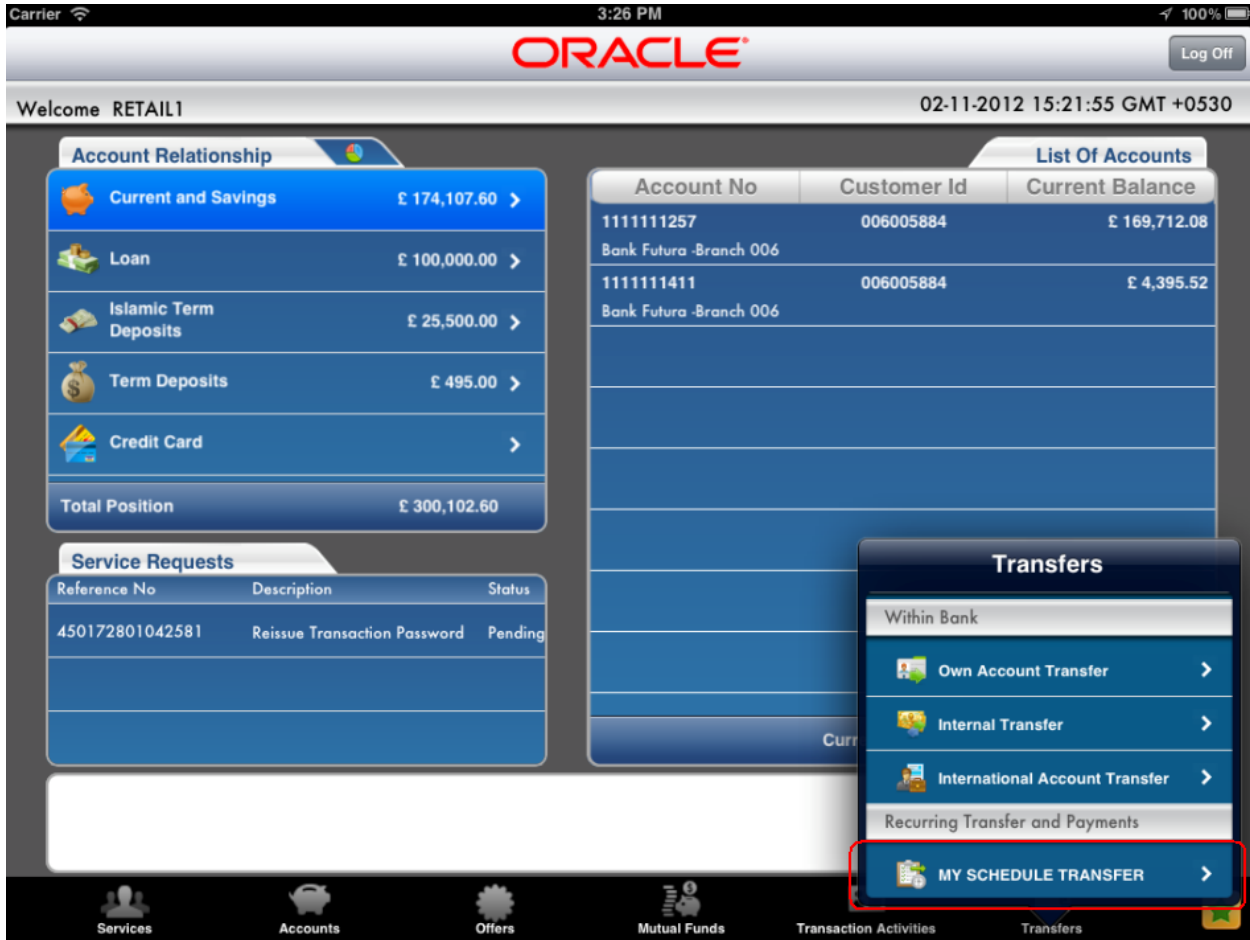 Carrier 3:26 PM 100%
ORACLE
Log Off
Welcome RETAIL1 02-11-2012 15:21:55 GMT +0530
Account Relationship
Current and Savings £ 174,107.60
Loan £ 100,000.00
Islamic Term
Deposits £ 25,500.00
Term Deposits £ 495.00
Credit Card
Total Position £ 300,102.60
List Of Accounts
Account No Customer Id Current Balance
1111111257 006005884 £ 169,712.08
Bank Futura -Branch 006
1111111411 006005884 £ 4,395.52
Bank Futura -Branch 006
Service Requests
Reference No Description Status
450172801042581 Reissue Transaction Password Pending
Transfers
Within Bank
Own Account Transfer
Internal Transfer
International Account Transfer
Recurring Transfer and Payments
MY SCHEDULE TRANSFER
Services Accounts Offers Mutual Funds Transaction Activities Transfers